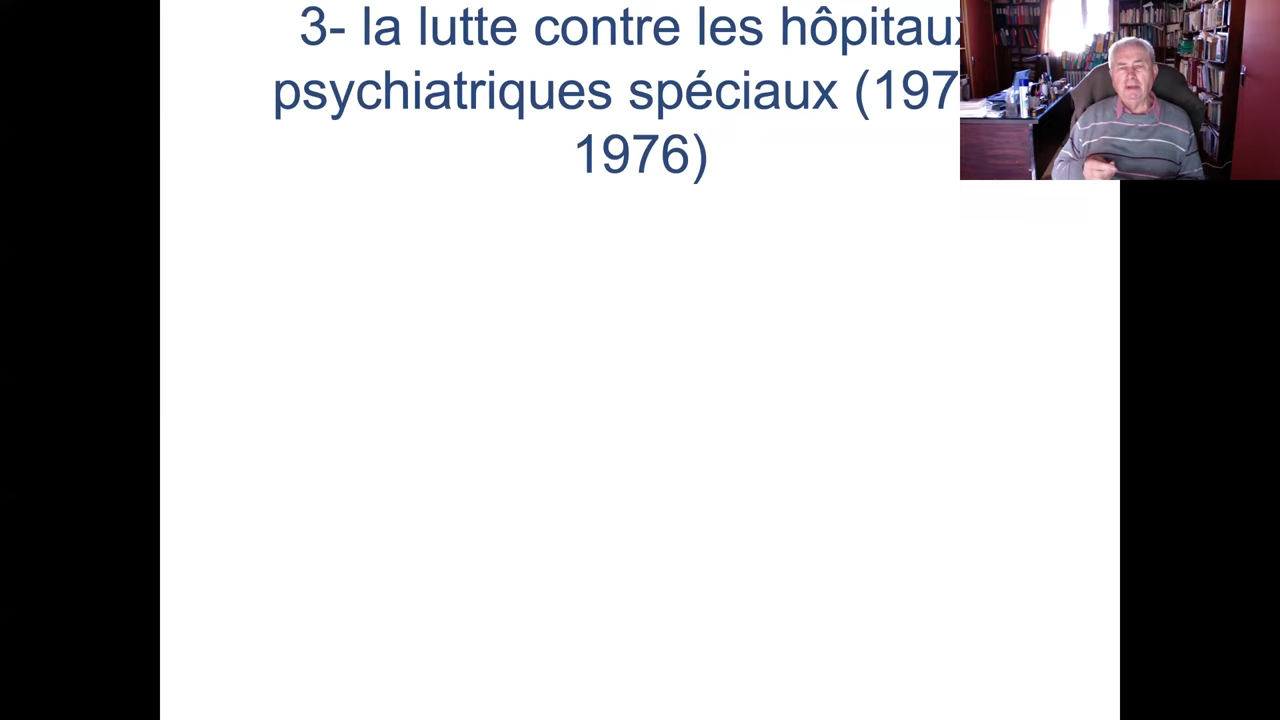 3- la lutte contre les hôpitaux
psychiatriques spéciaux (197
1976)